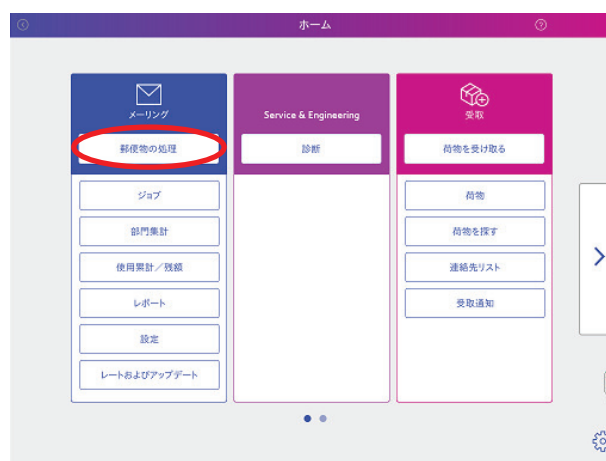 ホーム
メーリング
郵便物の処理
ジョブ
部門集計
使用累計／残額
レポート
設定
レートおよびアップデート
Service & Engineering
診断
受取
荷物を受け取る
荷物
荷物を探す
連絡先リスト
受取通知